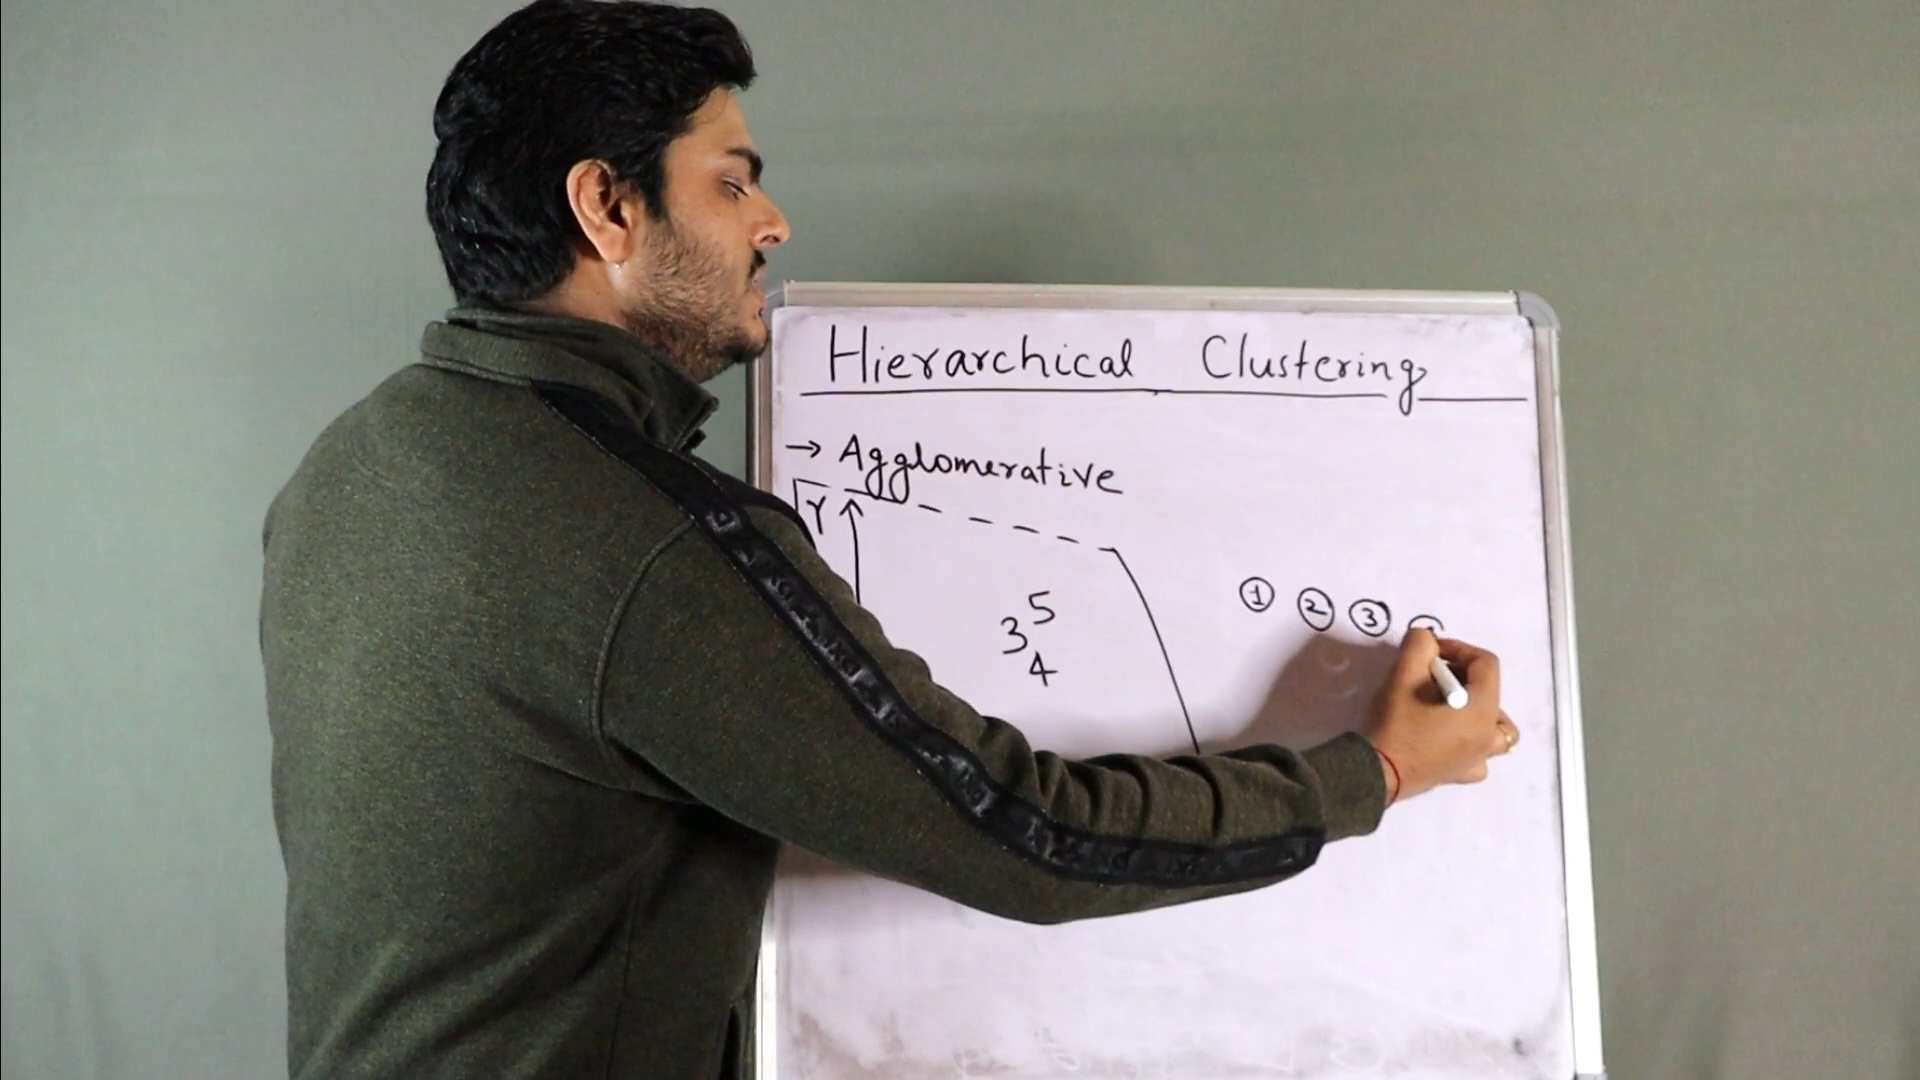 Hierarchical Clustering
→ Agglomerative
Y
5
3
4
1 2 3